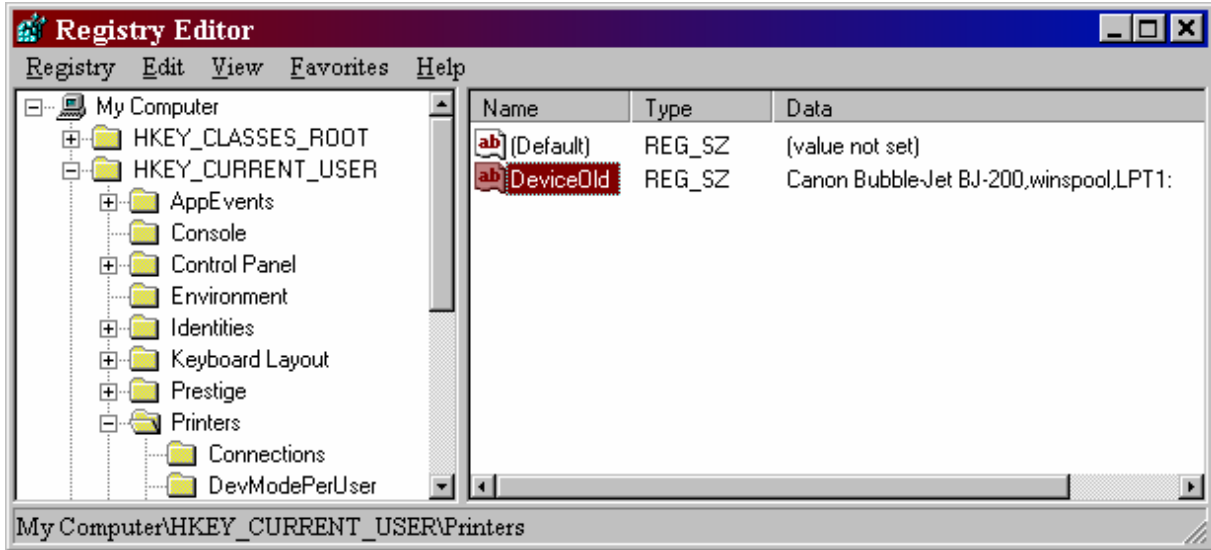 Registry Editor
Registry Edit View Favorites Help
My Computer
HKEY_CLASSES_ROOT
HKEY_CURRENT_USER
AppEvents
Console
Control Panel
Environment
Identities
Keyboard Layout
Prestige
Printers
Connections
DevModePerUser
Name Type Data
ab (Default) REG_SZ (value not set)
ab DeviceOld REG_SZ Canon Bubble-Jet BJ-200,winspool,LPT1:
My Computer\HKEY_CURRENT_USER\Printers